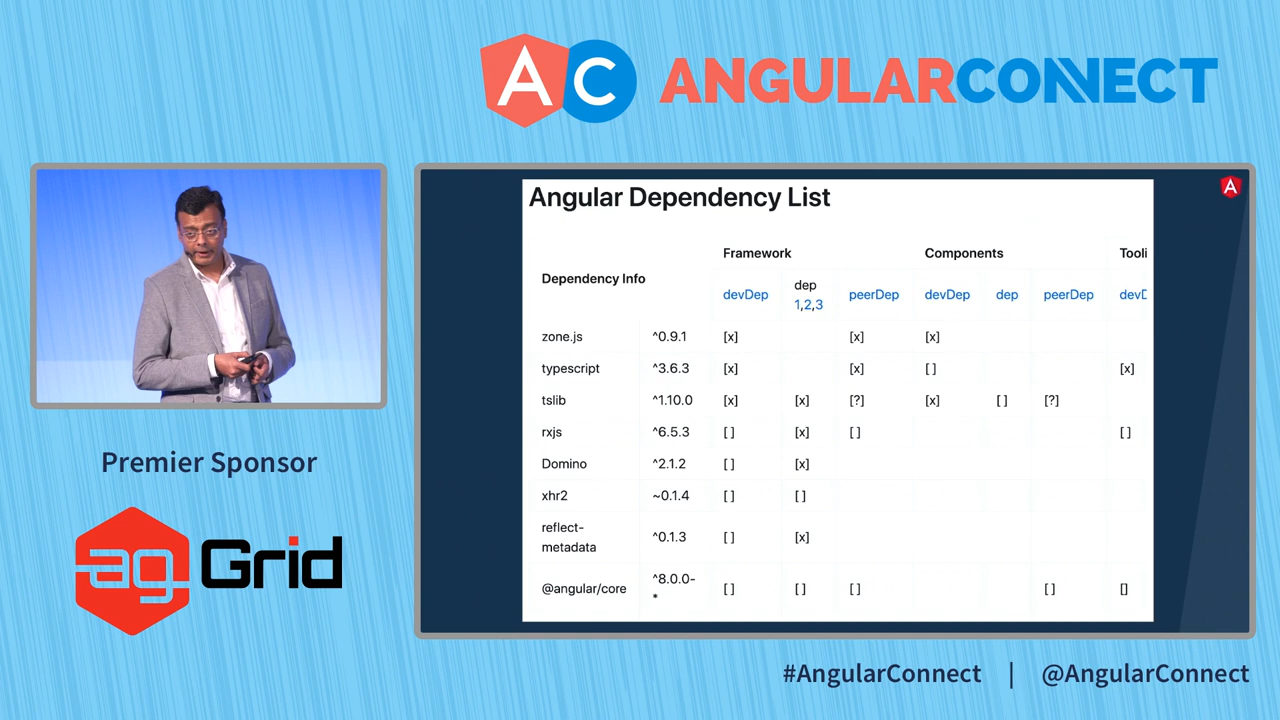 AC ANGULARCONNECT
Angular Dependency List
Framework Components Tooli
Dependency Info
devDep dep 1,2,3 peerDep devDep dep peerDep devD
zone.js ^0.9.1 [x] [x] [x]
typescript ^3.6.3 [x] [x] [ ] [x]
tslib ^1.10.0 [x] [x] [?] [x] [ ] [?]
rxjs ^6.5.3 [ ] [x] [ ] [ ]
Domino ^2.1.2 [ ] [x]
xhr2 ~0.1.4 [ ] [ ]
reflect-
metadata ^0.1.3 [ ] [x]
@angular/core ^8.0.0-
* [ ] [ ] [ ] [ ] []
Premier Sponsor
ag Grid
#AngularConnect | @AngularConnect